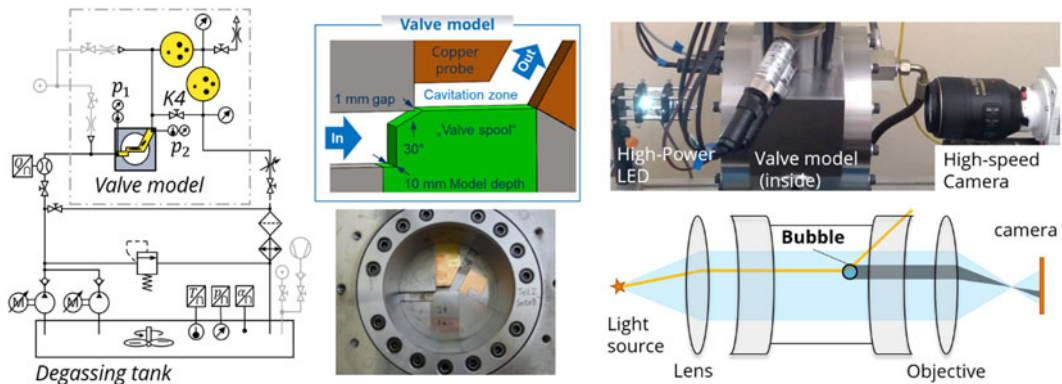 p1
K4
p2
Valve model
M
M
Degassing tank
Valve model
Copper
probe
Out
Cavitation zone
1 mm gap
In
„Valve spool"
30°
10 mm Model depth
High-Power
LED
Valve model
(inside)
High-speed
Camera
Bubble
camera
Light
source
Lens
Objective